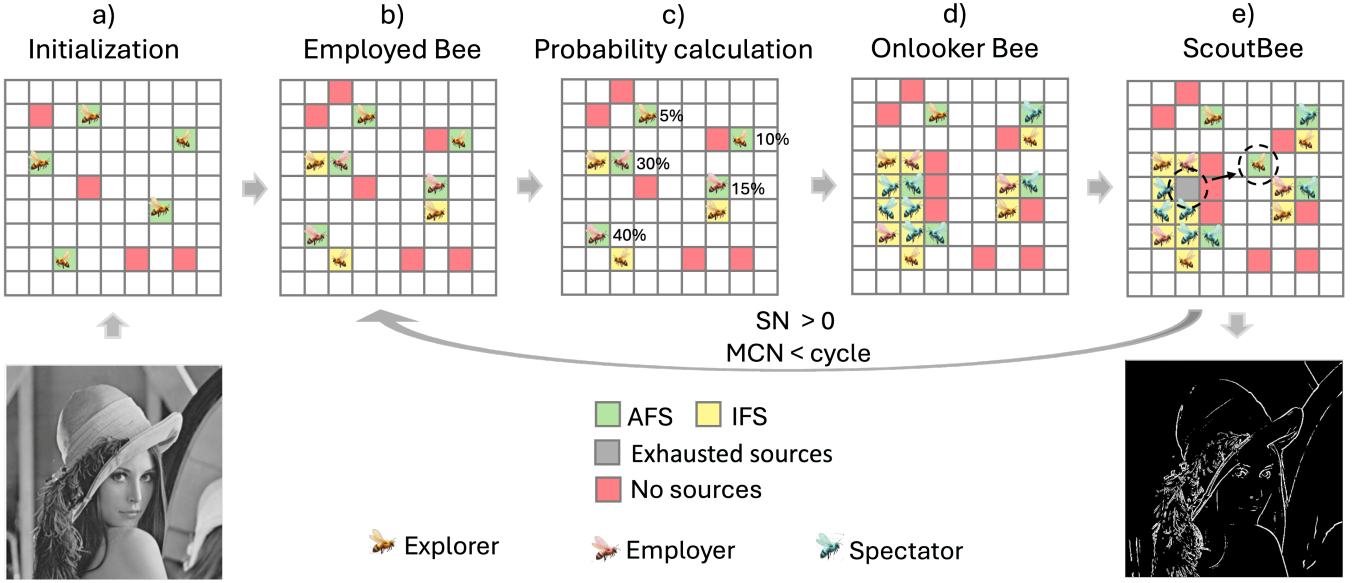 a)
Initialization
b)
Employed Bee
c)
Probability calculation
d)
Onlooker Bee
e)
ScoutBee
5%
10%
30%
15%
40%
SN > 0
MCN < cycle
AFS
IFS
Exhausted sources
No sources
Explorer
Employer
Spectator